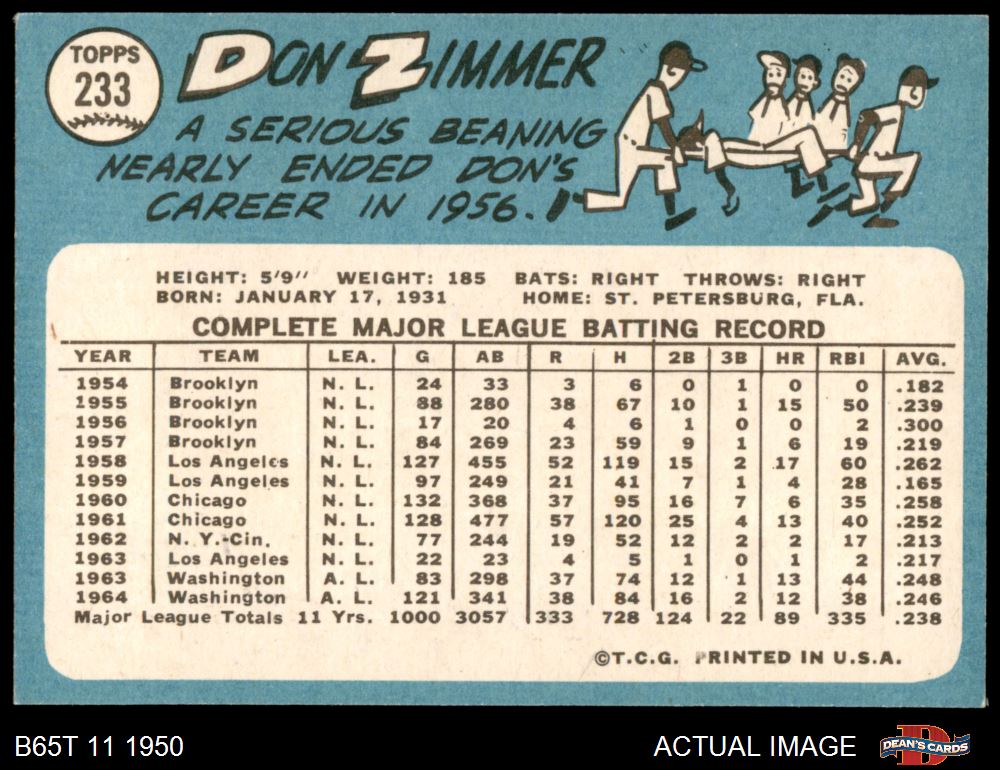 TOPPS
233
DON ZIMMER
A SERIOUS BEANING
NEARLY ENDED DON'S
CAREER IN 1956.
HEIGHT: 5'9" WEIGHT: 185 BATS: RIGHT THROWS: RIGHT
BORN: JANUARY 17, 1931 HOME: ST. PETERSBURG, FLA.
COMPLETE MAJOR LEAGUE BATTING RECORD
YEAR TEAM LEA. G AB R H 2B 3B HR RBI AVG.
1954 Brooklyn N. L. 24 33 3 6 0 1 0 0 .182
1955 Brooklyn N. L. 88 280 38 67 10 1 15 50 .239
1956 Brooklyn N. L. 17 20 4 6 1 0 0 2 .300
1957 Brooklyn N. L. 84 269 23 59 9 1 6 19 .219
1958 Los Angeles N. L. 127 455 52 119 15 2 17 60 .262
1959 Los Angeles N. L. 97 249 21 41 7 1 4 28 .165
1960 Chicago N. L. 132 368 37 95 16 7 6 35 .258
1961 Chicago N. L. 128 477 57 120 25 4 13 40 .252
1962 N. Y.-Cin. N. L. 77 244 19 52 12 2 2 17 .213
1963 Los Angeles N. L. 22 23 4 5 1 0 1 2 .217
1963 Washington A. L. 83 298 37 74 12 1 13 44 .248
1964 Washington A. L. 121 341 38 84 16 2 12 38 .246
Major League Totals 11 Yrs. 1000 3057 333 728 124 22 89 335 .238
©T.C.G. PRINTED IN U.S.A.
B65T 11 1950 ACTUAL IMAGE DEAN'S CARDS